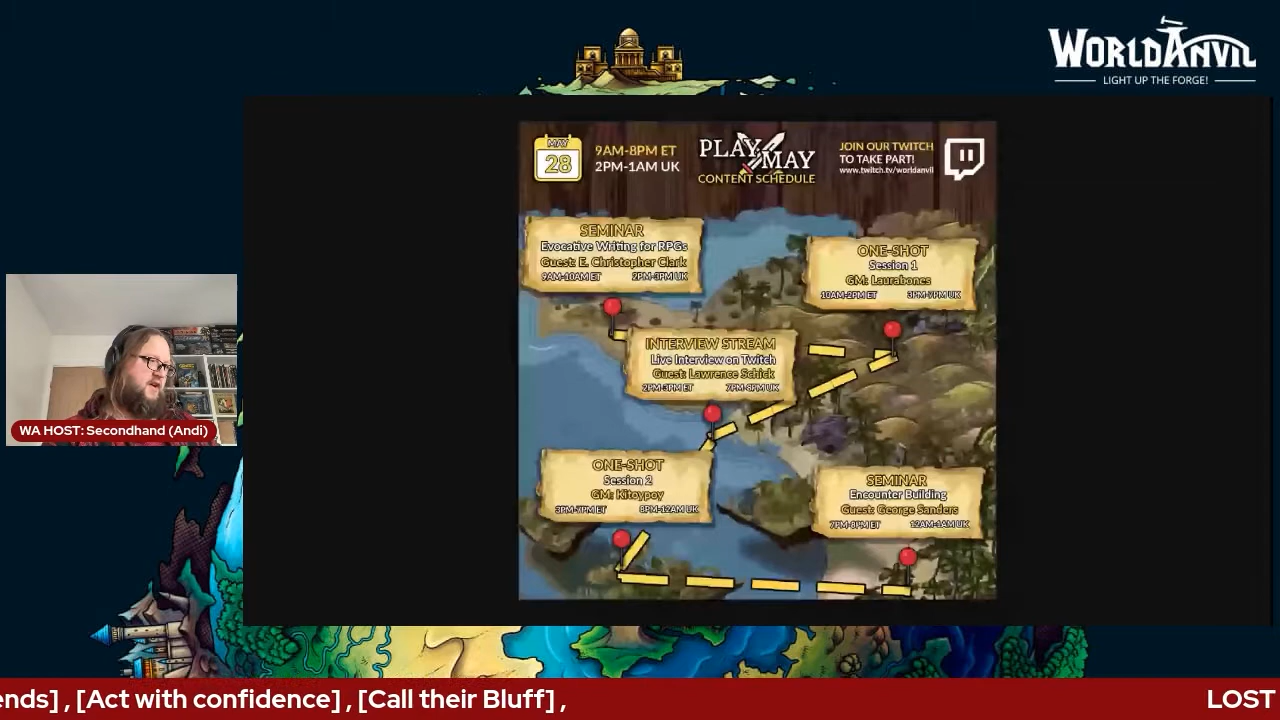 WORLDANVIL
LIGHT UP THE FORGE!
MAY
28
9AM-8PM ET
2PM-1AM UK
PLAY MAY
CONTENT SCHEDULE
JOIN OUR TWITCH
TO TAKE PART!
www.twitch.tv/worldanvil
SEMINAR
Evocative Writing for RPGs
Guest: E. Christopher Clark
9AM-10AM ET 2PM-3PM UK
ONE-SHOT
Session 1
GM: Laurabones
10AM-2PM ET 3PM-7PM UK
INTERVIEW STREAM
Live Interview on Twitch
Guest: Lawrence Schick
2PM-3PM ET 7PM-8PM UK
ONE-SHOT
Session 2
GM: Kitoypoy
3PM-7PM ET 8PM-12AM UK
SEMINAR
Encounter Building
Guest: George Sanders
7PM-8PM ET 12AM-1AM UK
WA HOST: Secondhand (Andi)
ends] , [Act with confidence] , [Call their Bluff] , LOST